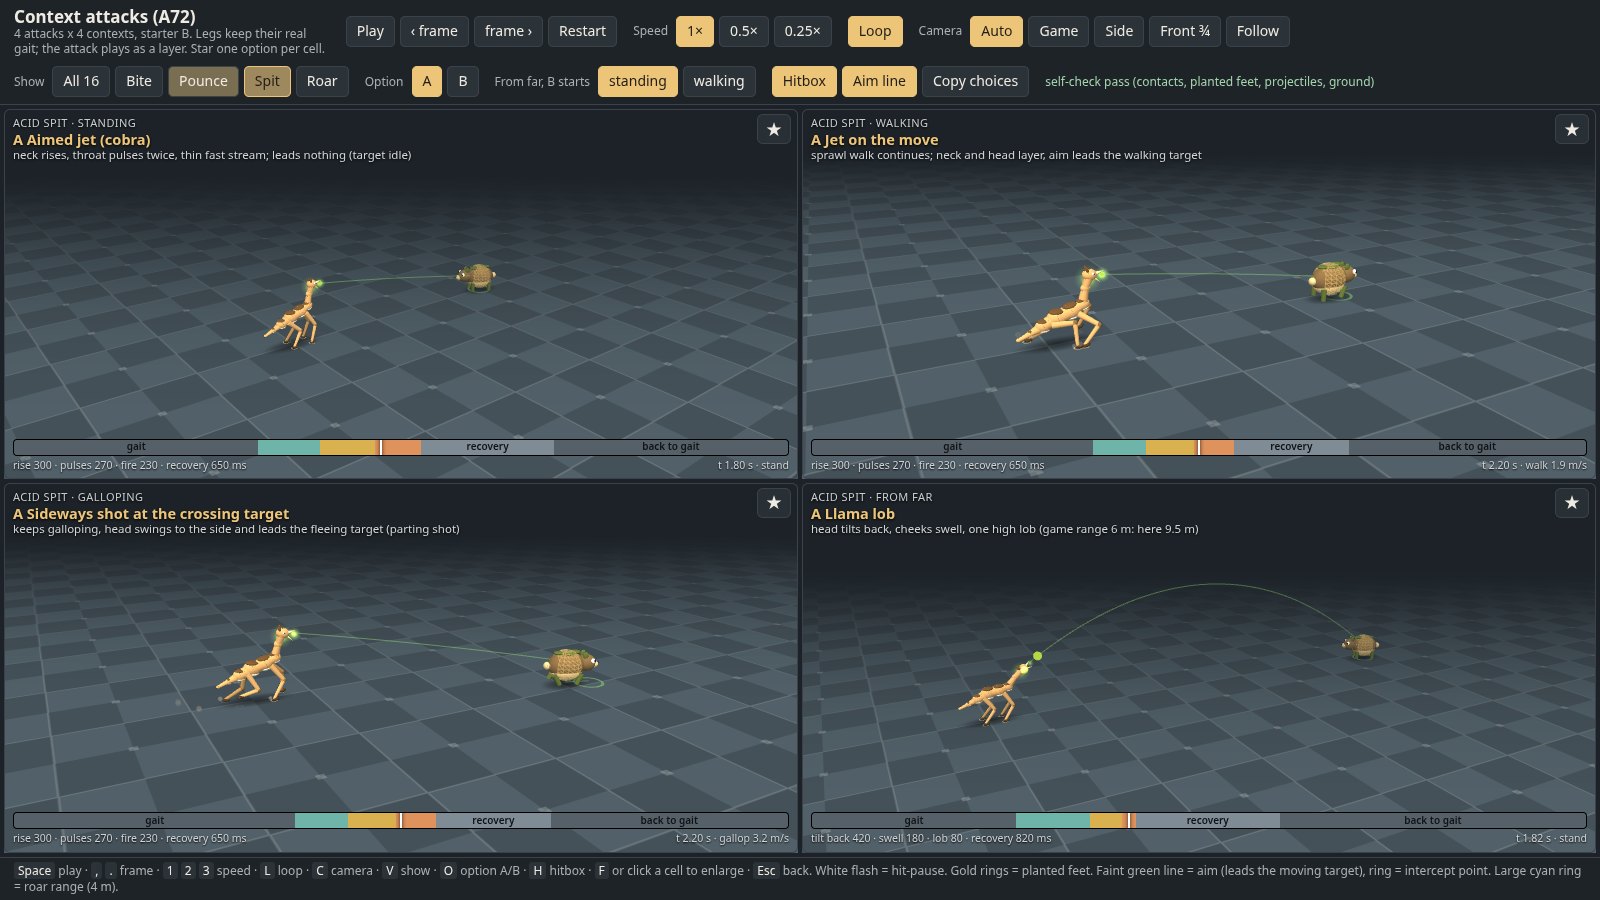 Context attacks (A72)
4 attacks x 4 contexts, starter B. Legs keep their real
gait; the attack plays as a layer. Star one option per cell.
Play ‹ frame frame › Restart Speed 1× 0.5× 0.25× Loop Camera Auto Game Side Front ¾ Follow
Show All 16 Bite Pounce Spit Roar Option A B From far, B starts standing walking Hitbox Aim line Copy choices self-check pass (contacts, planted feet, projectiles, ground)
ACID SPIT · STANDING
A Aimed jet (cobra)
neck rises, throat pulses twice, thin fast stream; leads nothing (target idle)
★
gait recovery back to gait
rise 300 · pulses 270 · fire 230 · recovery 650 ms t 1.80 s · stand
ACID SPIT · WALKING
A Jet on the move
sprawl walk continues; neck and head layer, aim leads the walking target
★
gait recovery back to gait
rise 300 · pulses 270 · fire 230 · recovery 650 ms t 2.20 s · walk 1.9 m/s
ACID SPIT · GALLOPING
A Sideways shot at the crossing target
keeps galloping, head swings to the side and leads the fleeing target (parting shot)
★
gait recovery back to gait
rise 300 · pulses 270 · fire 230 · recovery 650 ms t 2.20 s · gallop 3.2 m/s
ACID SPIT · FROM FAR
A Llama lob
head tilts back, cheeks swell, one high lob (game range 6 m: here 9.5 m)
★
gait recovery back to gait
tilt back 420 · swell 180 · lob 80 · recovery 820 ms t 1.82 s · stand
Space play · , . frame · 1 2 3 speed · L loop · C camera · V show · O option A/B · H hitbox · F or click a cell to enlarge · Esc back. White flash = hit-pause. Gold rings = planted feet. Faint green line = aim (leads the moving target), ring = intercept point. Large cyan ring
= roar range (4 m).